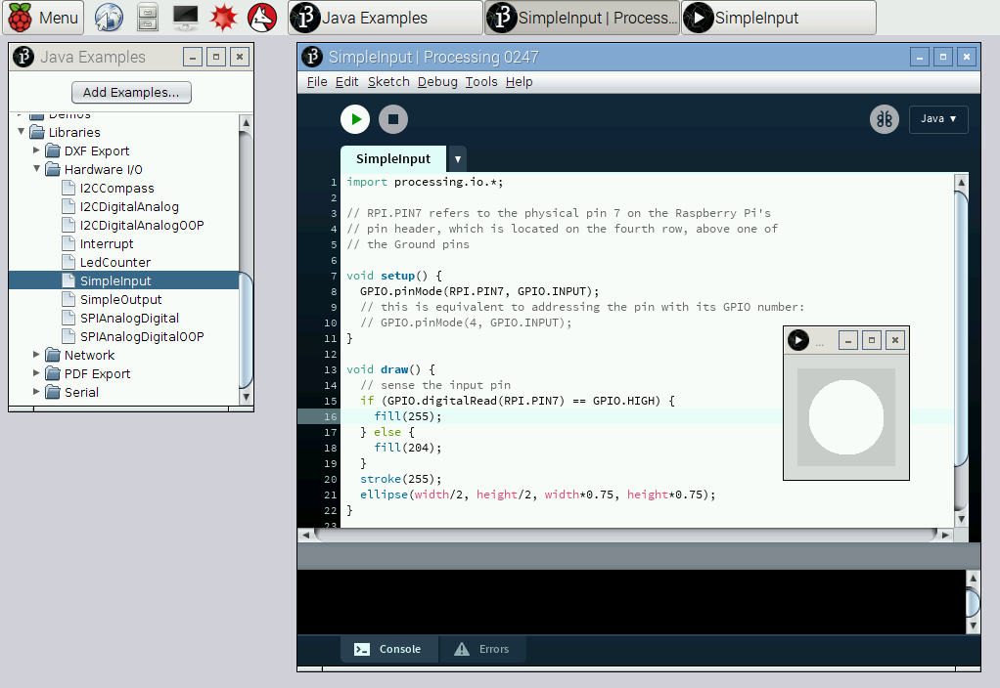 Menu
Java Examples
SimpleInput | Process...
SimpleInput
Java Examples
Add Examples...
Demos
Libraries
DXF Export
Hardware I/O
I2CCompass
I2CDigitalAnalog
I2CDigitalAnalogOOP
Interrupt
LedCounter
SimpleInput
SimpleOutput
SPIAnalogDigital
SPIAnalogDigitalOOP
Network
PDF Export
Serial
SimpleInput | Processing 0247
File Edit Sketch Debug Tools Help
Java ▾
SimpleInput
1 import processing.io.*;
2
3 // RPI.PIN7 refers to the physical pin 7 on the Raspberry Pi's
4 // pin header, which is located on the fourth row, above one of
5 // the Ground pins
6
7 void setup() {
8 GPIO.pinMode(RPI.PIN7, GPIO.INPUT);
9 // this is equivalent to addressing the pin with its GPIO number:
10 // GPIO.pinMode(4, GPIO.INPUT);
11 }
12
13 void draw() {
14 // sense the input pin
15 if (GPIO.digitalRead(RPI.PIN7) == GPIO.HIGH) {
16 fill(255);
17 } else {
18 fill(204);
19 }
20 stroke(255);
21 ellipse(width/2, height/2, width*0.75, height*0.75);
22 }
23
...
Console
Errors